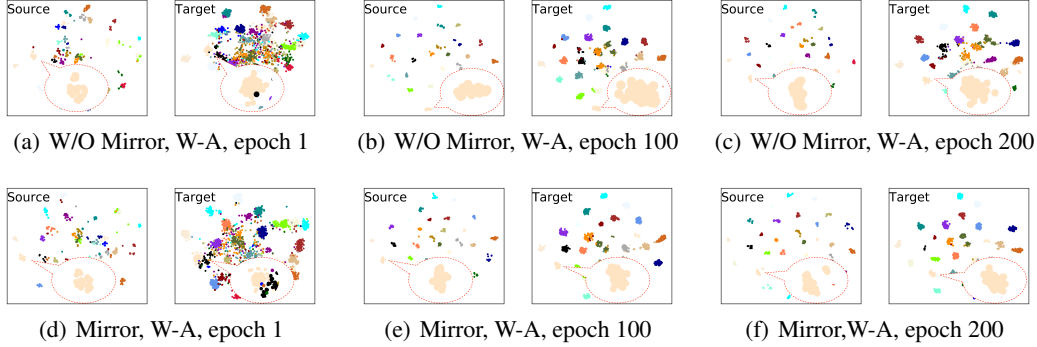 Source Target Source Target Source Target
(a) W/O Mirror, W-A, epoch 1 (b) W/O Mirror, W-A, epoch 100 (c) W/O Mirror, W-A, epoch 200
Source Target Source Target Source Target
(d) Mirror, W-A, epoch 1 (e) Mirror, W-A, epoch 100 (f) Mirror,W-A, epoch 200